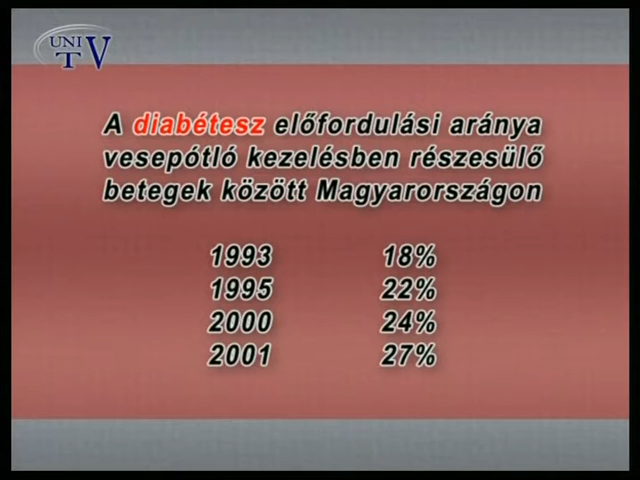 UNI
TV
A diabétesz előfordulási aránya
vesepótló kezelésben részesülő
betegek között Magyarországon
1993 18%
1995 22%
2000 24%
2001 27%